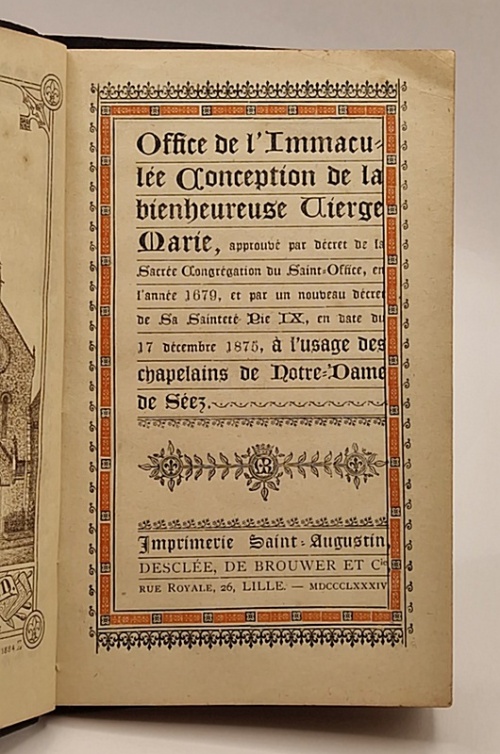 Office de l'Immacu-
lée Conception de la
bienheureuse Vierge
Marie, approuvé par décret de la
Sacrée Congrégation du Saint-Office, en
l'année 1679, et par un nouveau décret
de Sa Sainteté Pie IX, en date du
17 décembre 1875, à l'usage des
chapelains de Notre-Dame
de Séez.
Imprimerie Saint-Augustin,
DESCLÉE, DE BROUWER ET Cie,
RUE ROYALE, 26, LILLE. — MDCCCLXXXIV